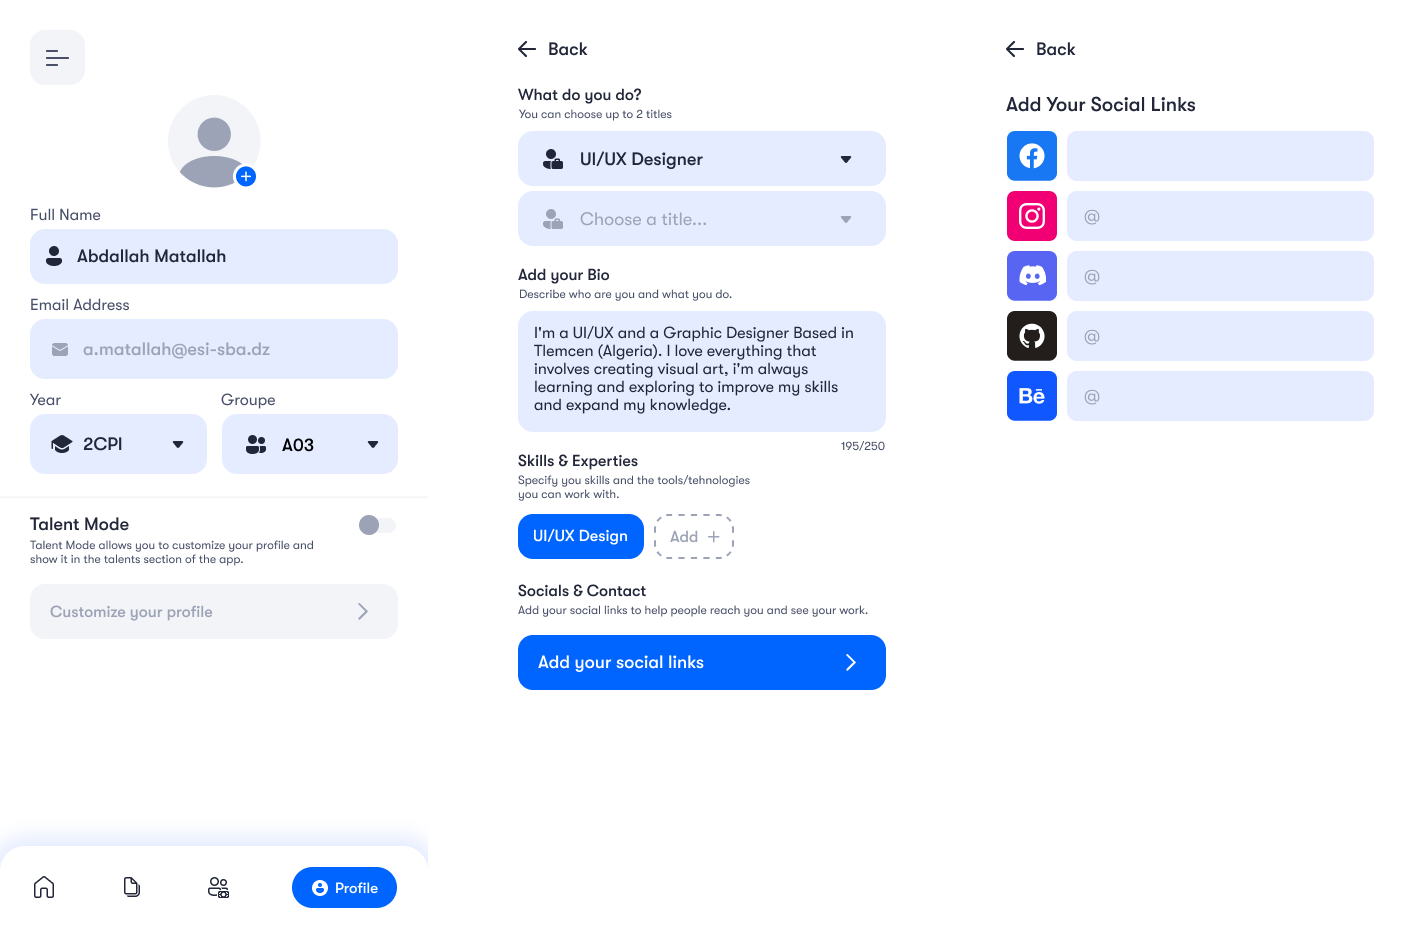 Full Name
Abdallah Matallah
Email Address
a.matallah@esi-sba.dz
Year
Groupe
2CPI
A03
Talent Mode
Talent Mode allows you to customize your profile and
show it in the talents section of the app.
Customize your profile
Profile
Back
What do you do?
You can choose up to 2 titles
UI/UX Designer
Choose a title...
Add your Bio
Describe who are you and what you do.
I'm a UI/UX and a Graphic Designer Based in
Tlemcen (Algeria). I love everything that
involves creating visual art, i'm always
learning and exploring to improve my skills
and expand my knowledge.
195/250
Skills & Experties
Specify you skills and the tools/tehnologies
you can work with.
UI/UX Design
Add +
Socials & Contact
Add your social links to help people reach you and see your work.
Add your social links
Back
Add Your Social Links
@
@
@
Bē
@